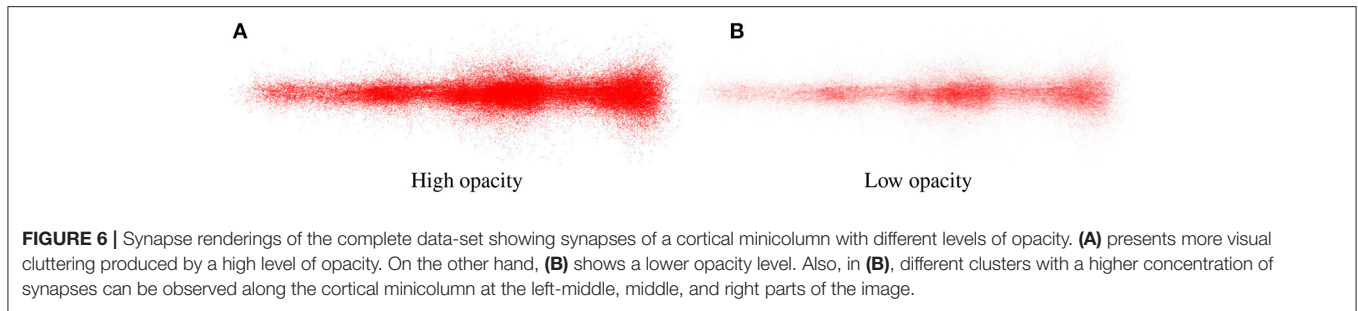 A B
High opacity Low opacity
FIGURE 6 | Synapse renderings of the complete data-set showing synapses of a cortical minicolumn with different levels of opacity. (A) presents more visual
cluttering produced by a high level of opacity. On the other hand, (B) shows a lower opacity level. Also, in (B), different clusters with a higher concentration of
synapses can be observed along the cortical minicolumn at the left-middle, middle, and right parts of the image.